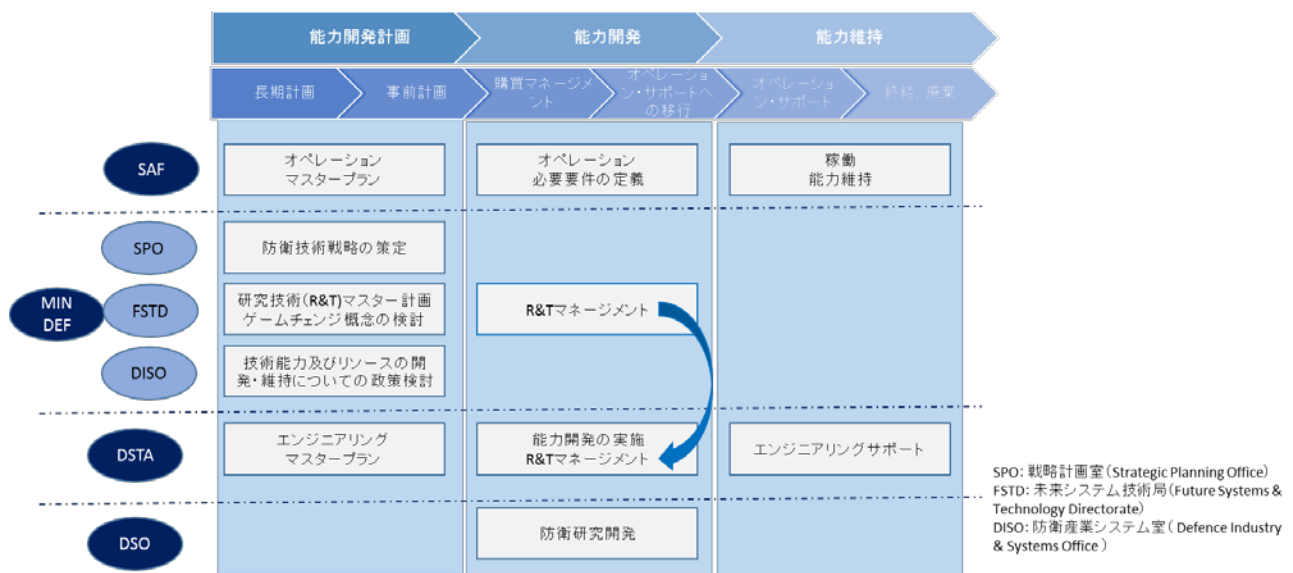 能力開発計画
能力開発
能力維持
長期計画
事前計画
購買マネージメ
ント
オペレーショ
ン・サポートへ
の移行
オペレーショ
ン・サポート
終結・廃棄
SAF
オペレーション
マスタープラン
オペレーション
必要要件の定義
稼働
能力維持
SPO
防衛技術戦略の策定
MIN
DEF
FSTD
研究技術(R&T)マスター計画
ゲームチェンジ概念の検討
R&Tマネージメント
DISO
技術能力及びリソースの開
発・維持についての政策検討
DSTA
エンジニアリング
マスタープラン
能力開発の実施
R&Tマネージメント
エンジニアリングサポート
DSO
防衛研究開発
SPO: 戦略計画室(Strategic Planning Office)
FSTD: 未来システム技術局(Future Systems &
Technology Directorate)
DISO: 防衛産業システム室( Defence Industry
& Systems Office )